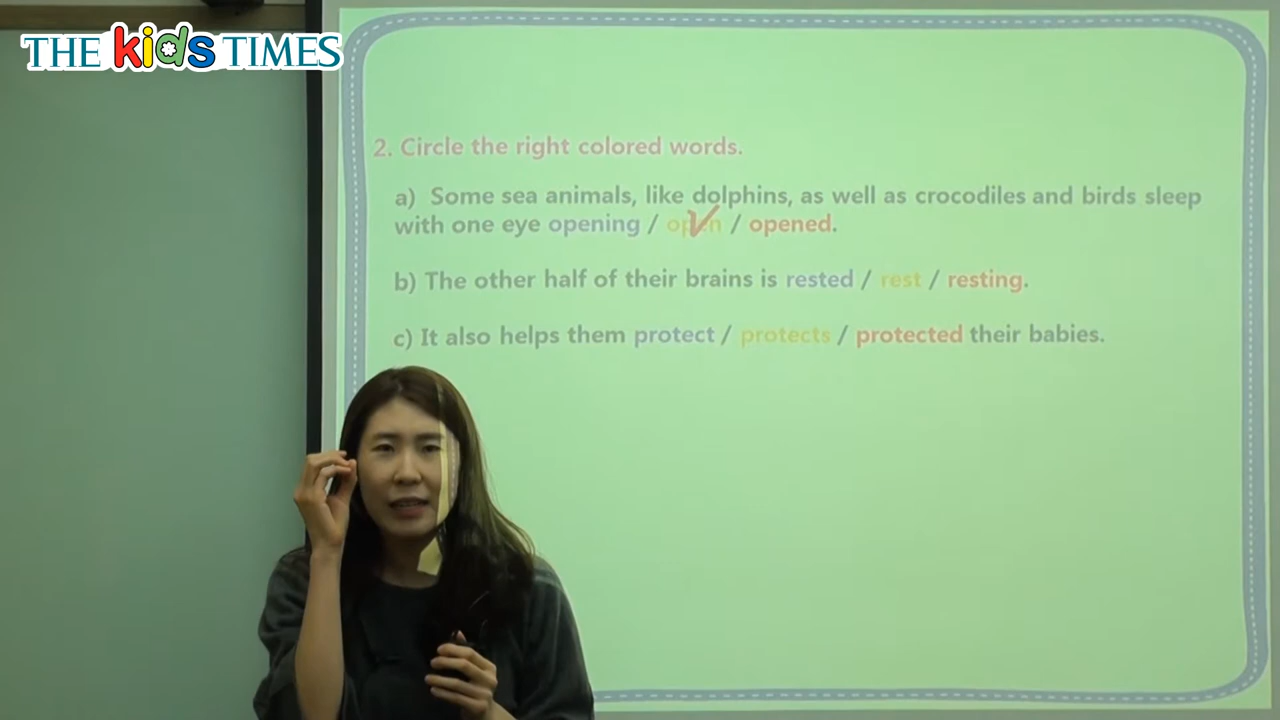 THE kids TIMES
2. Circle the right colored words.
a) Some sea animals, like dolphins, as well as crocodiles and birds sleep
with one eye opening / open / opened.
b) The other half of their brains is rested / rest / resting.
c) It also helps them protect / protects / protected their babies.